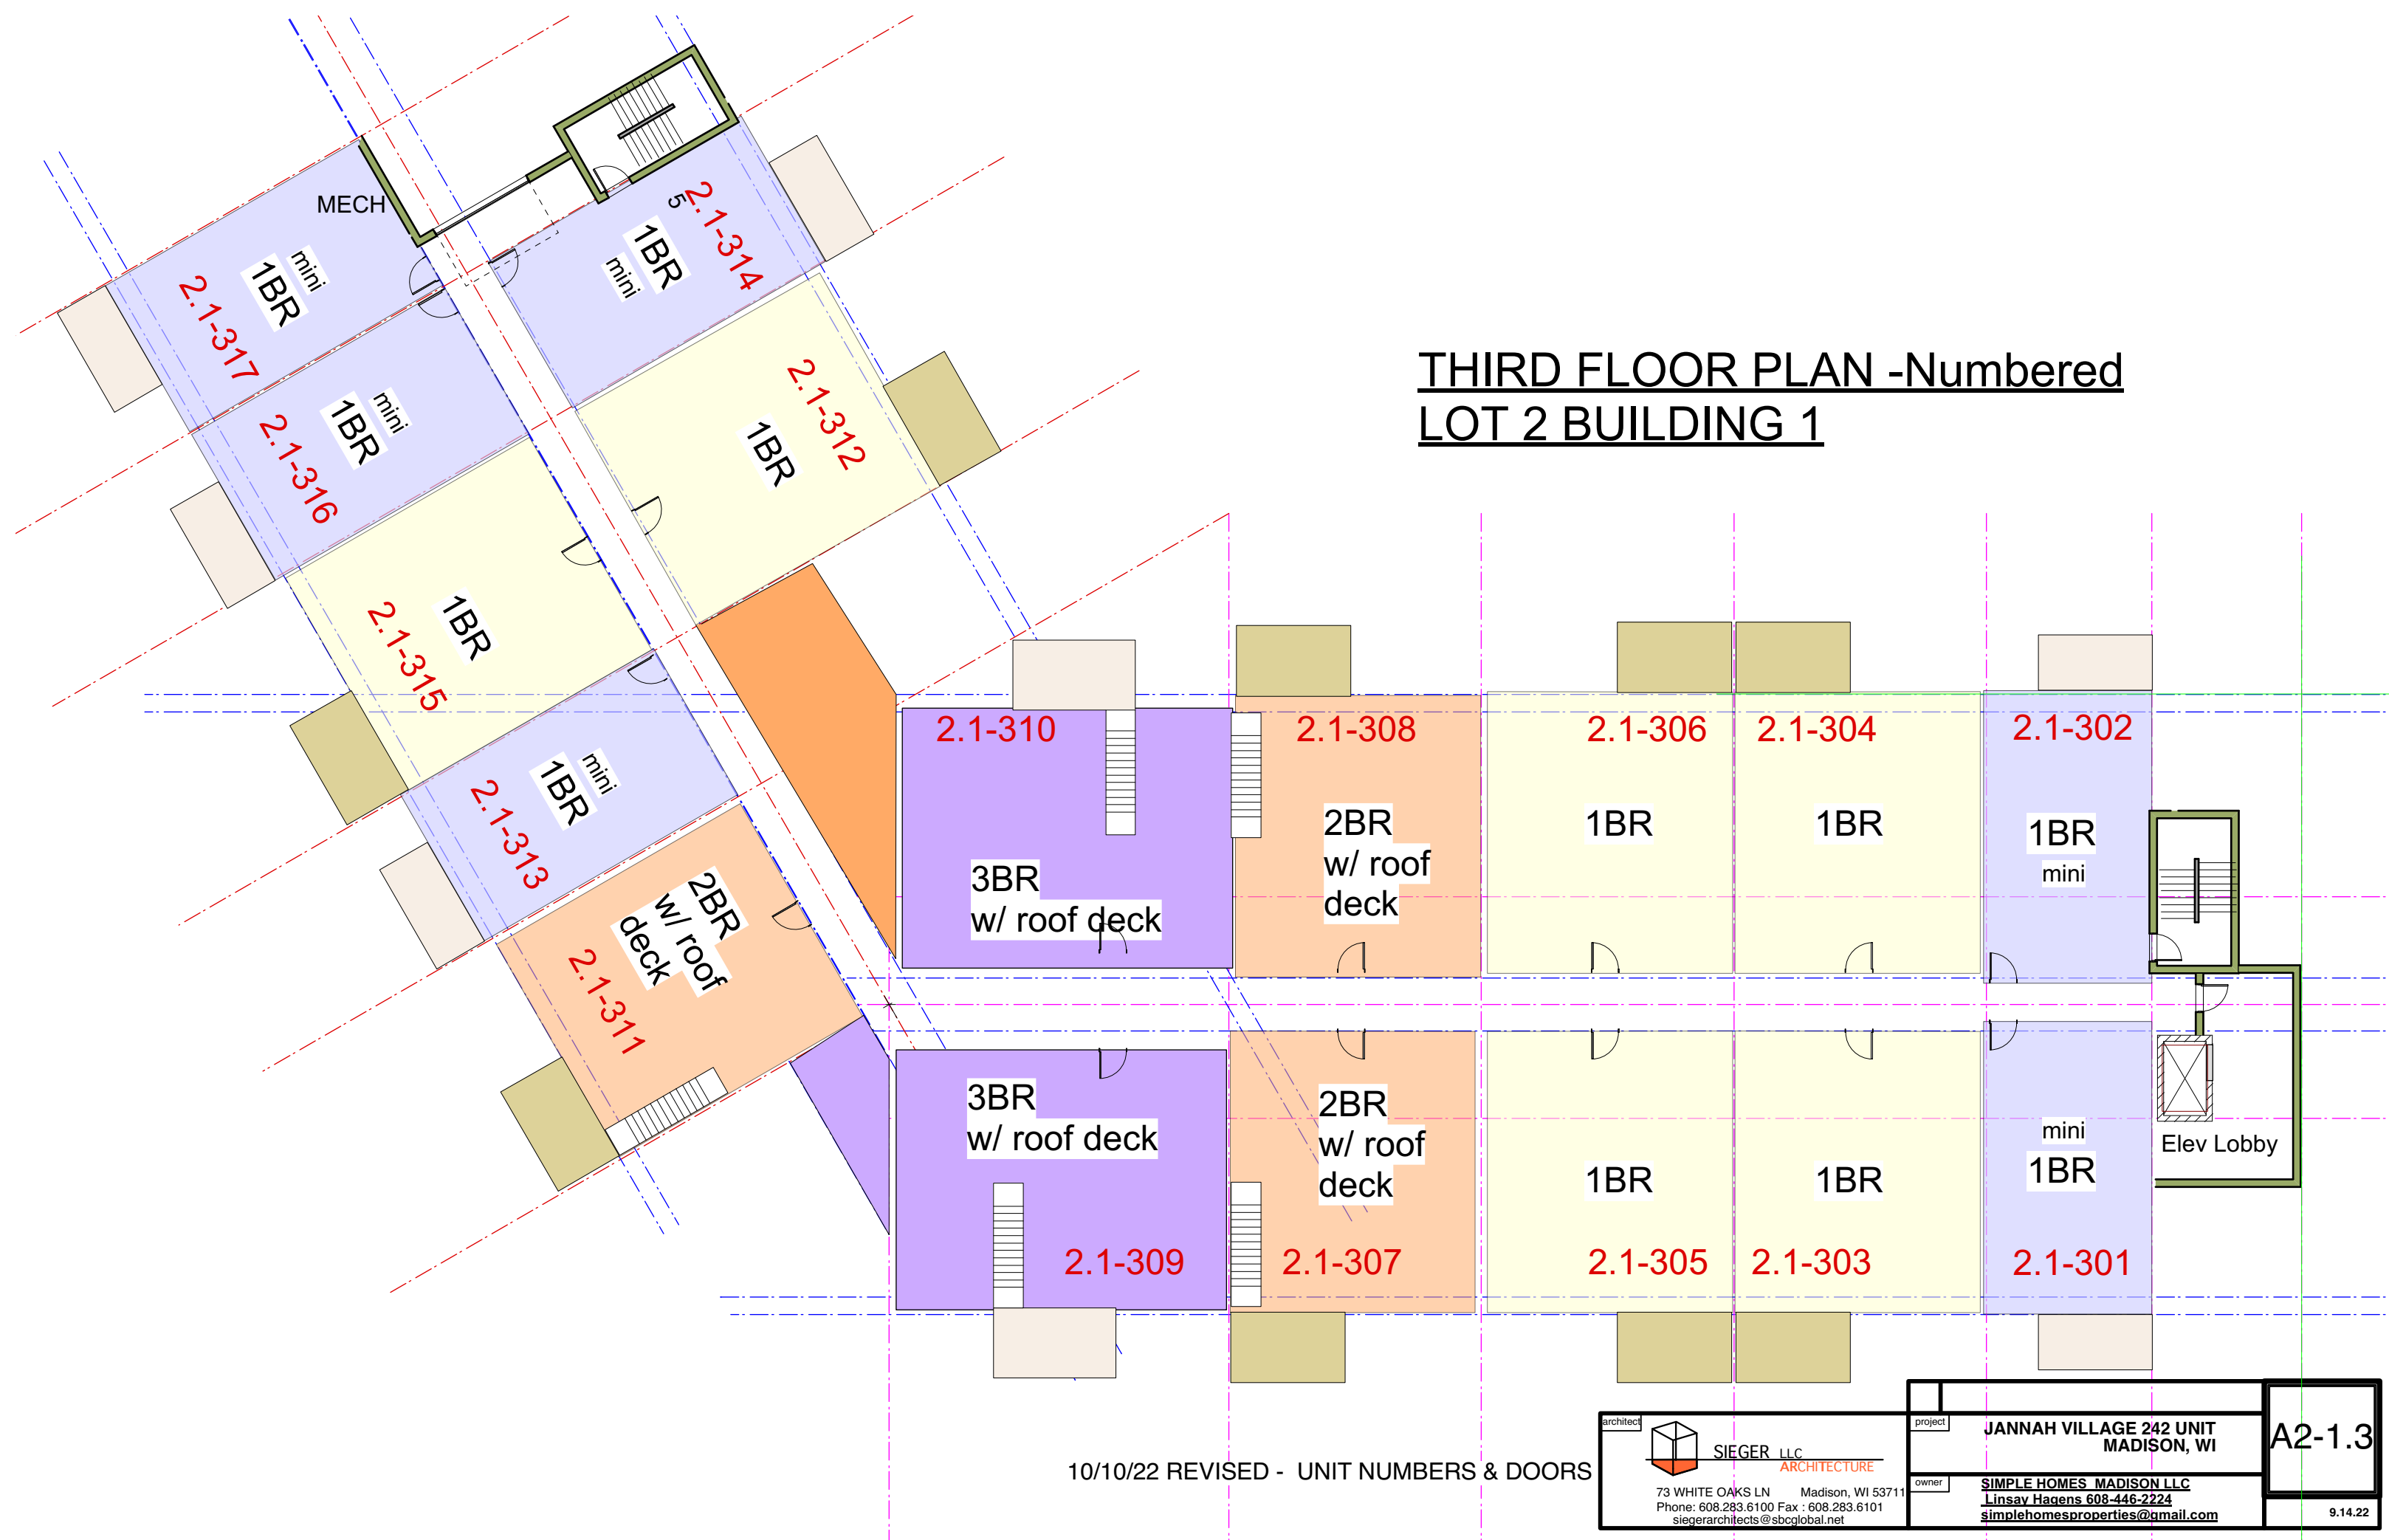 THIRD FLOOR PLAN -Numbered
LOT 2 BUILDING 1
MECH
2.1-317
1BR
mini
5
2.1-314
1BR
mini
2.1-316
1BR
mini
2.1-312
1BR
2.1-315
1BR
2.1-313
1BR
mini
2.1-311
2BR
w/ roof
deck
2.1-310
3BR
w/ roof deck
2.1-308
2BR
w/ roof
deck
2.1-306
1BR
2.1-304
1BR
2.1-302
1BR
mini
3BR
w/ roof deck
2.1-309
2BR
w/ roof
deck
2.1-307
1BR
2.1-305
1BR
2.1-303
mini
1BR
2.1-301
Elev Lobby
10/10/22 REVISED - UNIT NUMBERS & DOORS
architect
SIEGER LLC
ARCHITECTURE
73 WHITE OAKS LN Madison, WI 53711
Phone: 608.283.6100 Fax : 608.283.6101
siegerarchitects@sbcglobal.net
project
JANNAH VILLAGE 242 UNIT
MADISON, WI
owner
SIMPLE HOMES MADISON LLC
Linsay Hagens 608-446-2224
simplehomesproperties@gmail.com
A2-1.3
9.14.22